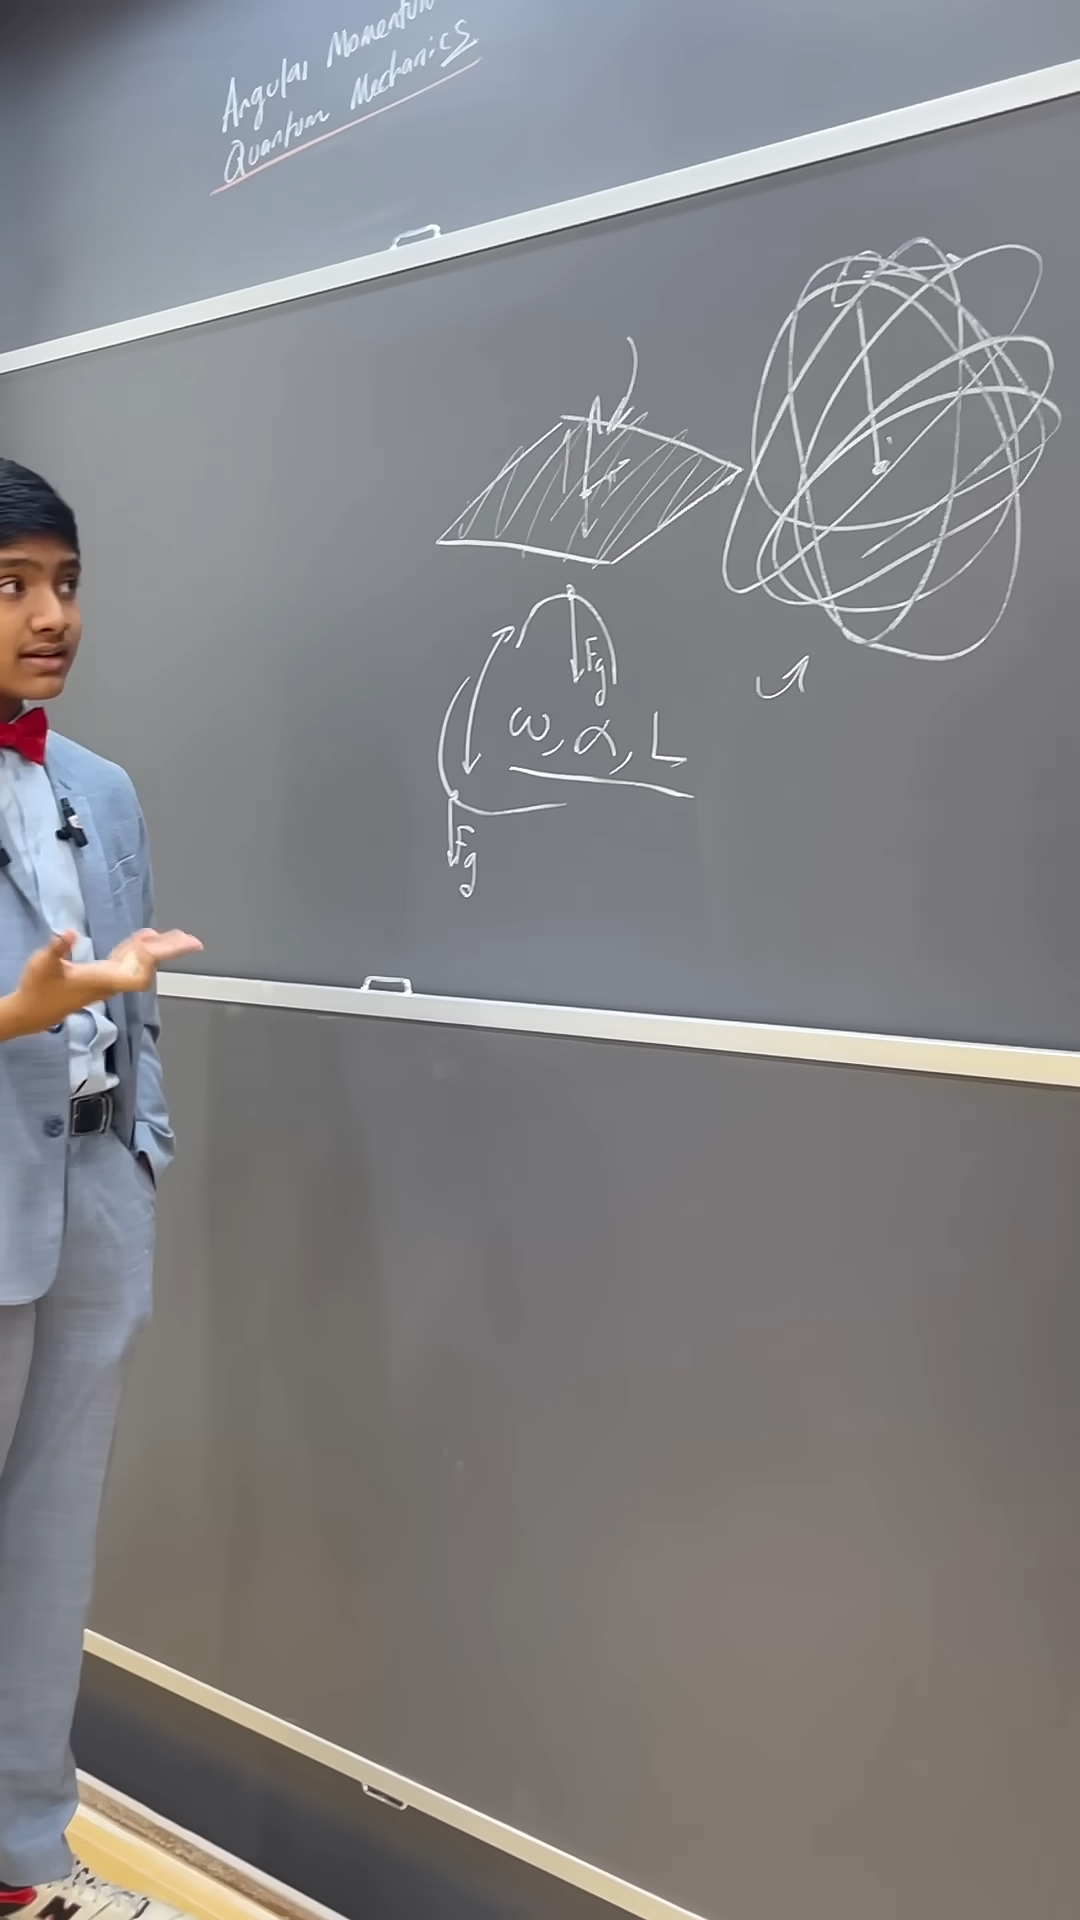 Angular Momentum
Quantum Mechanics
Fg
ω, α, L
Fg